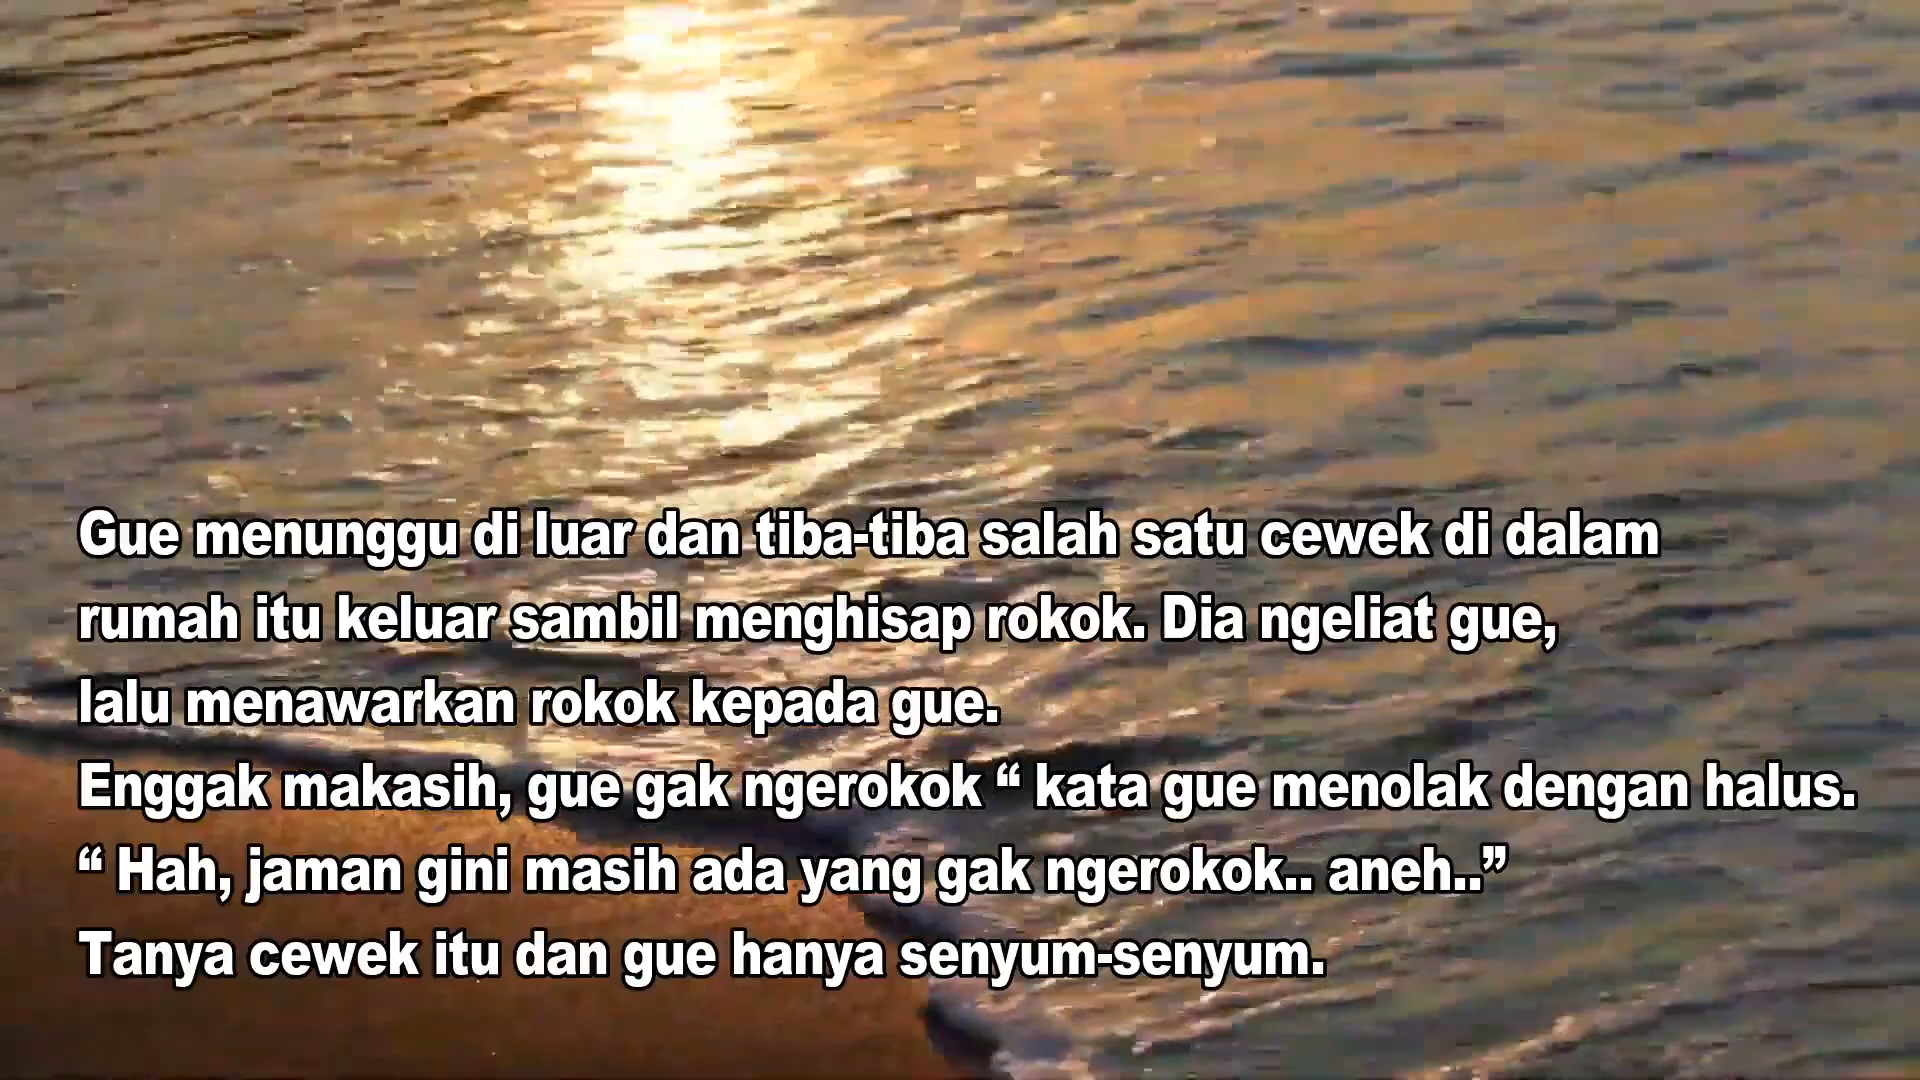 Gue menunggu di luar dan tiba-tiba salah satu cewek di dalam
rumah itu keluar sambil menghisap rokok. Dia ngeliat gue,
lalu menawarkan rokok kepada gue.
Enggak makasih, gue gak ngerokok “ kata gue menolak dengan halus.
“ Hah, jaman gini masih ada yang gak ngerokok.. aneh..”
Tanya cewek itu dan gue hanya senyum-senyum.